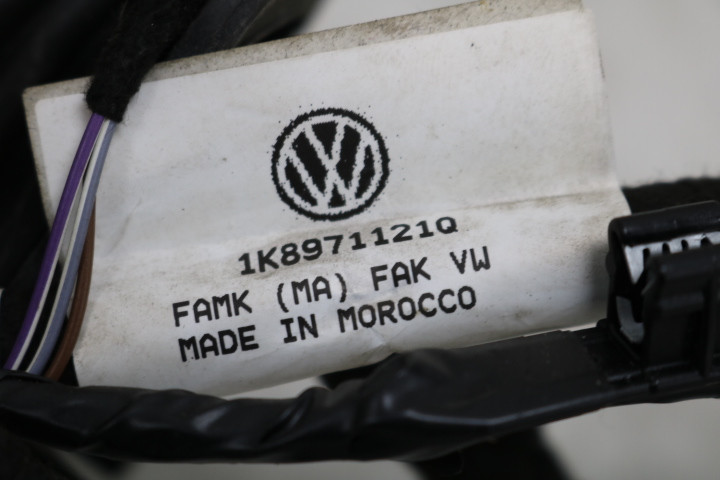 1K8971121Q
FAMK (MA) FAK VW
MADE IN MOROCCO